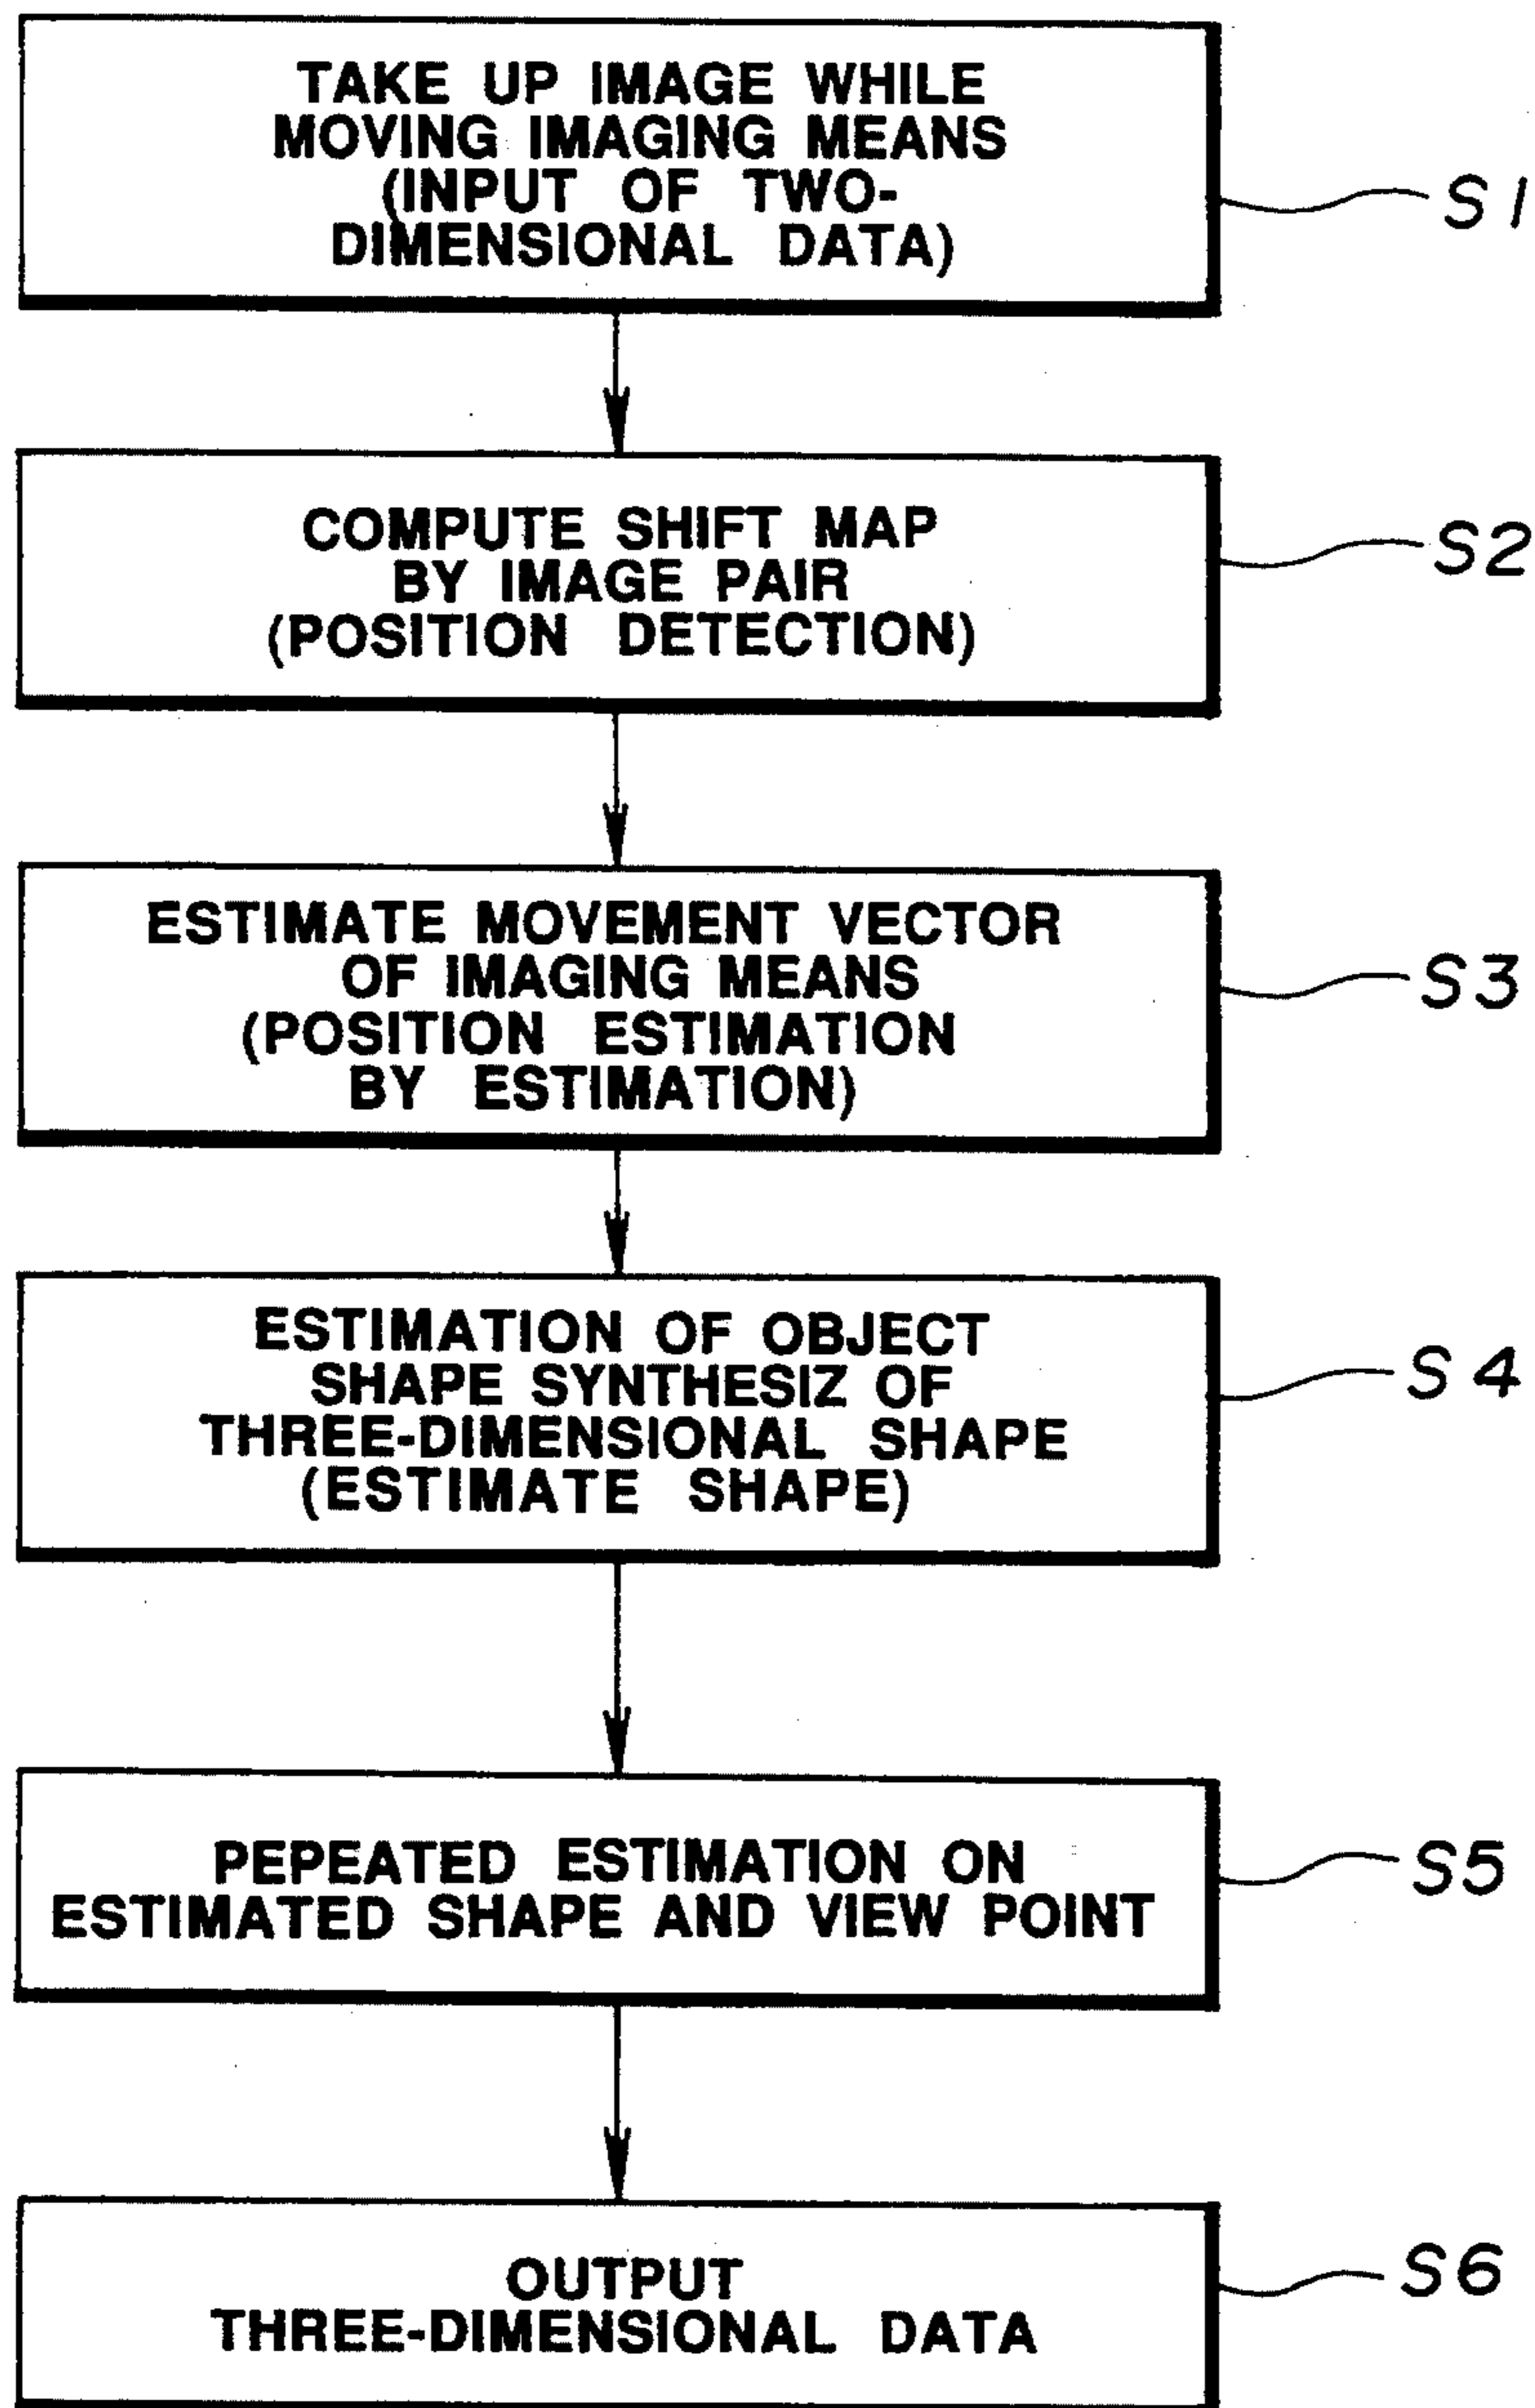 TAKE UP IMAGE WHILE
MOVING IMAGING MEANS
(INPUT OF TWO-
DIMENSIONAL DATA)
S1
COMPUTE SHIFT MAP
BY IMAGE PAIR
(POSITION DETECTION)
S2
ESTIMATE MOVEMENT VECTOR
OF IMAGING MEANS
(POSITION ESTIMATION
BY ESTIMATION)
S3
ESTIMATION OF OBJECT
SHAPE SYNTHESIZ OF
THREE-DIMENSIONAL SHAPE
(ESTIMATE SHAPE)
S4
PEPEATED ESTIMATION ON
ESTIMATED SHAPE AND VIEW POINT
S5
OUTPUT
THREE-DIMENSIONAL DATA
S6